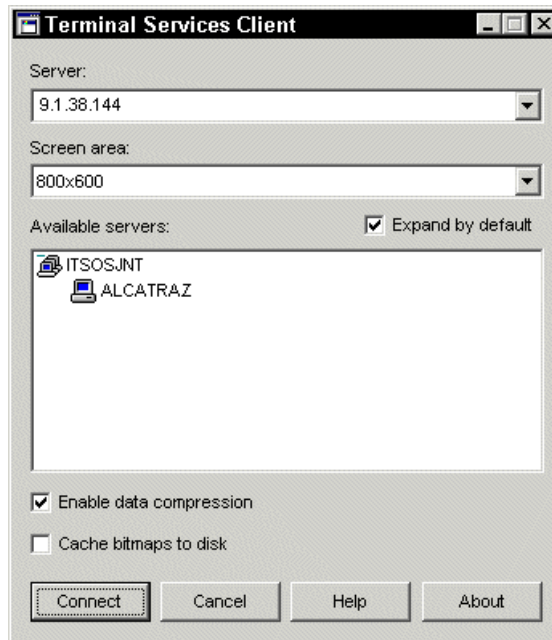 Terminal Services Client
Server:
9.1.38.144
Screen area:
800x600
Available servers:
Expand by default
ITSOSJNT
ALCATRAZ
Enable data compression
Cache bitmaps to disk
Connect Cancel Help About